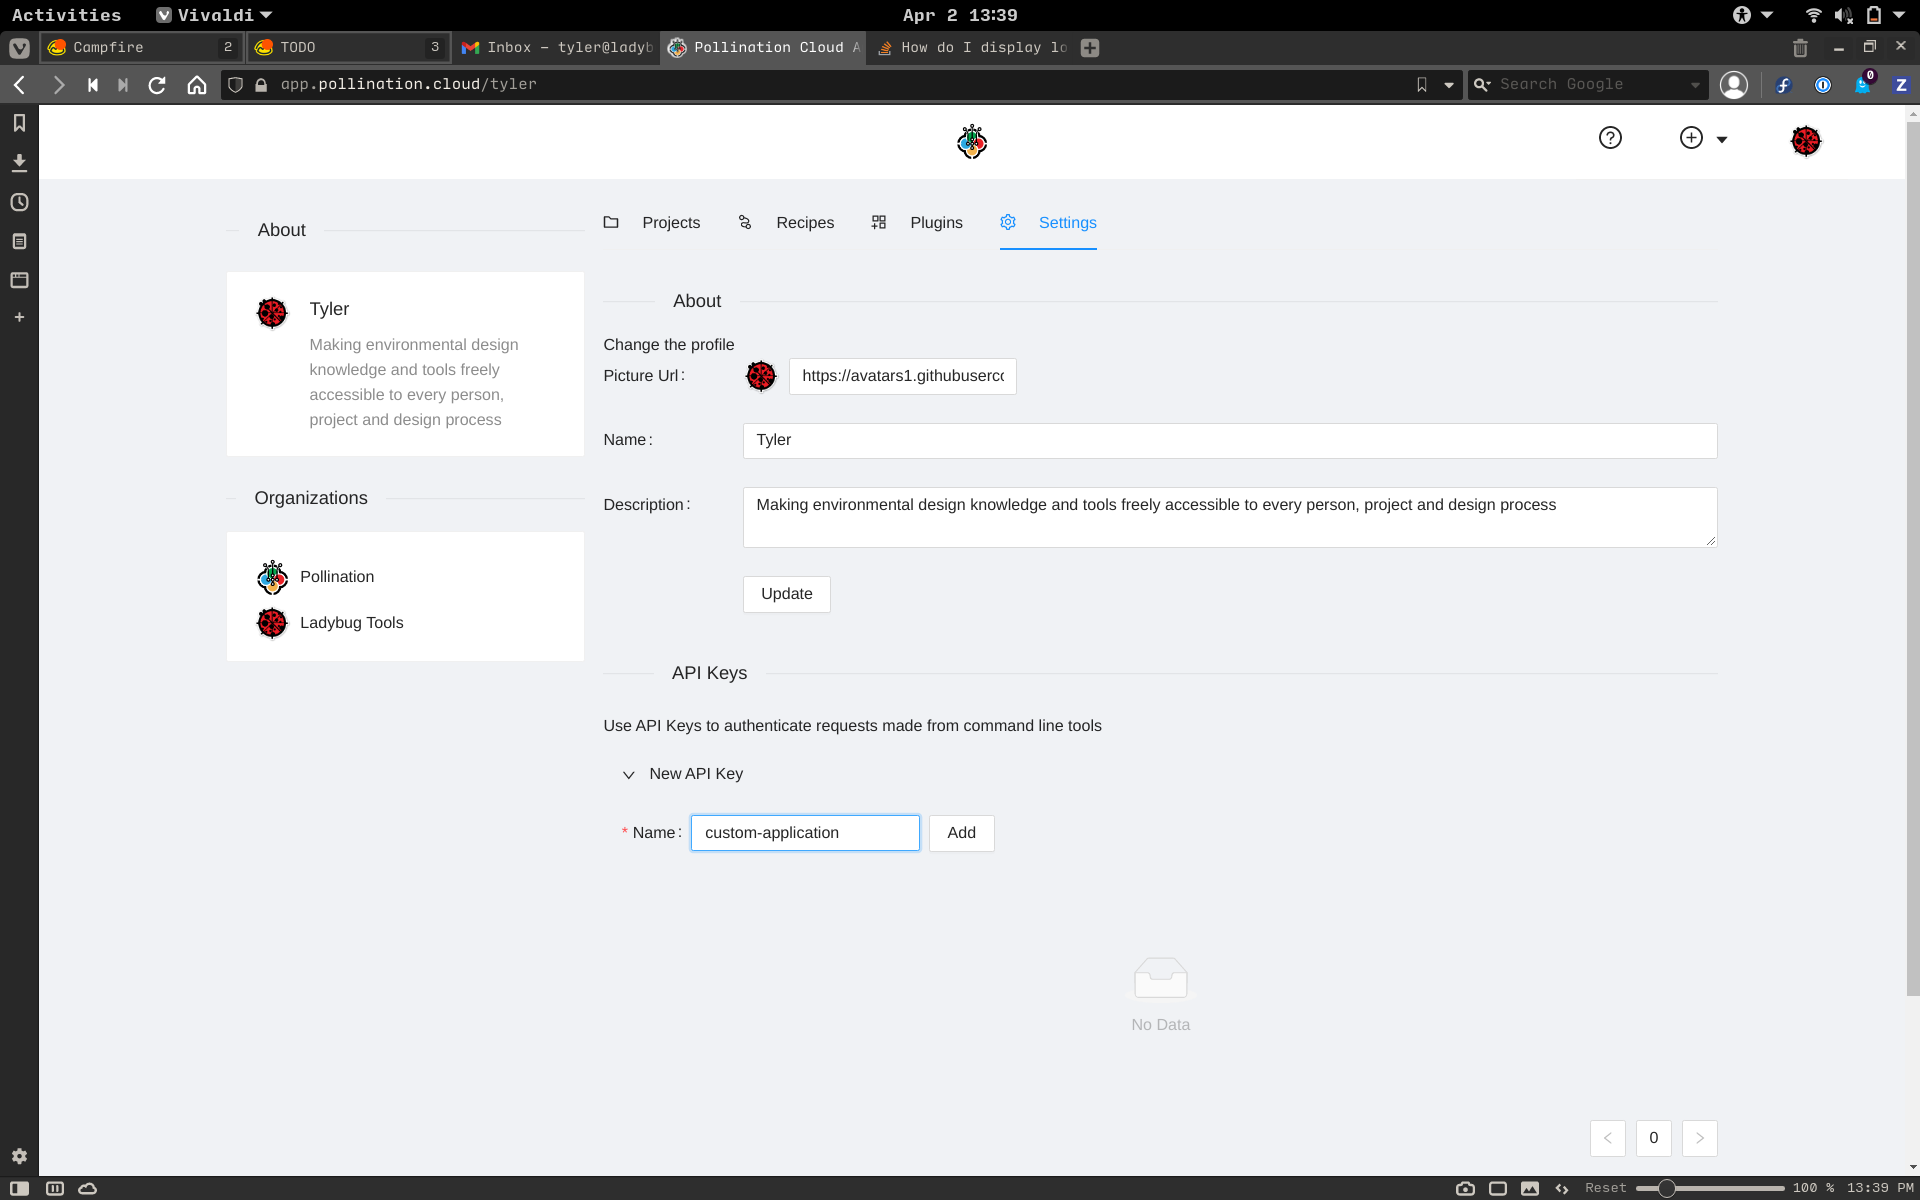 Activities Vivaldi Apr 2 13:39
Campfire 2 TODO 3 Inbox – tyler@ladyb Pollination Cloud A How do I display lo
app.pollination.cloud/tyler Search Google 0 Z
About
Projects Recipes Plugins Settings
Tyler
Making environmental design
knowledge and tools freely
accessible to every person,
project and design process
Organizations
Pollination
Ladybug Tools
About
Change the profile
Picture Url: https://avatars1.githubuserco
Name: Tyler
Description: Making environmental design knowledge and tools freely accessible to every person, project and design process
Update
API Keys
Use API Keys to authenticate requests made from command line tools
New API Key
* Name: custom-application Add
No Data
< 0 >
Reset 100 % 13:39 PM